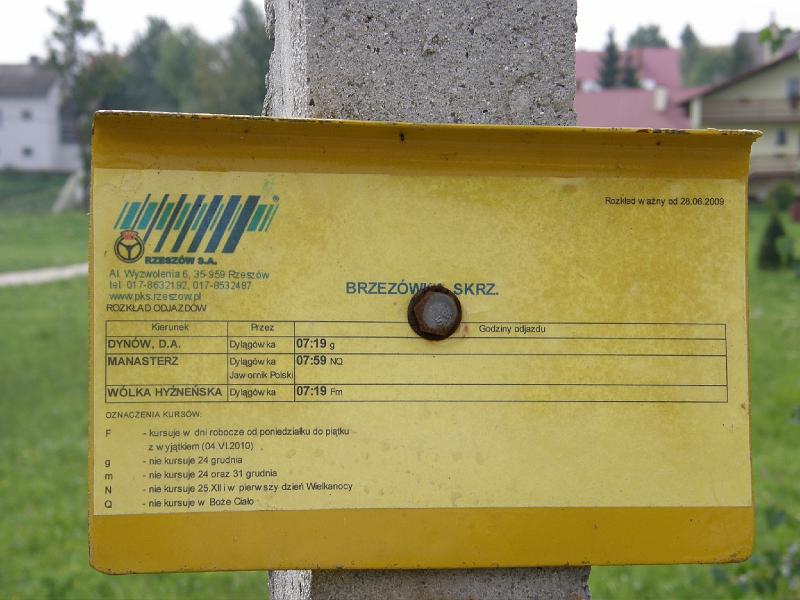 Rozkład ważny od 28.06.2009
RZESZÓW S.A.
Al. Wyzwolenia 6, 35-959 Rzeszów
tel. 017-8632192, 017-8532487
www.pks.rzeszow.pl
BRZEZÓWKA SKRZ.
ROZKŁAD ODJAZDÓW
Kierunek Przez Godziny odjazdu
DYNÓW, D.A. Dylągówka 07:19 g
MANASTERZ Dylągówka 07:59 NQ
Jawornik Polski
WÓLKA HYŻNEŃSKA Dylągówka 07:19 Fm
OZNACZENIA KURSÓW:
F - kursuje w dni robocze od poniedziałku do piątku
z wyjątkiem (04.VI.2010)
g - nie kursuje 24 grudnia
m - nie kursuje 24 oraz 31 grudnia
N - nie kursuje 25.XII i w pierwszy dzień Wielkanocy
Q - nie kursuje w Boże Ciało